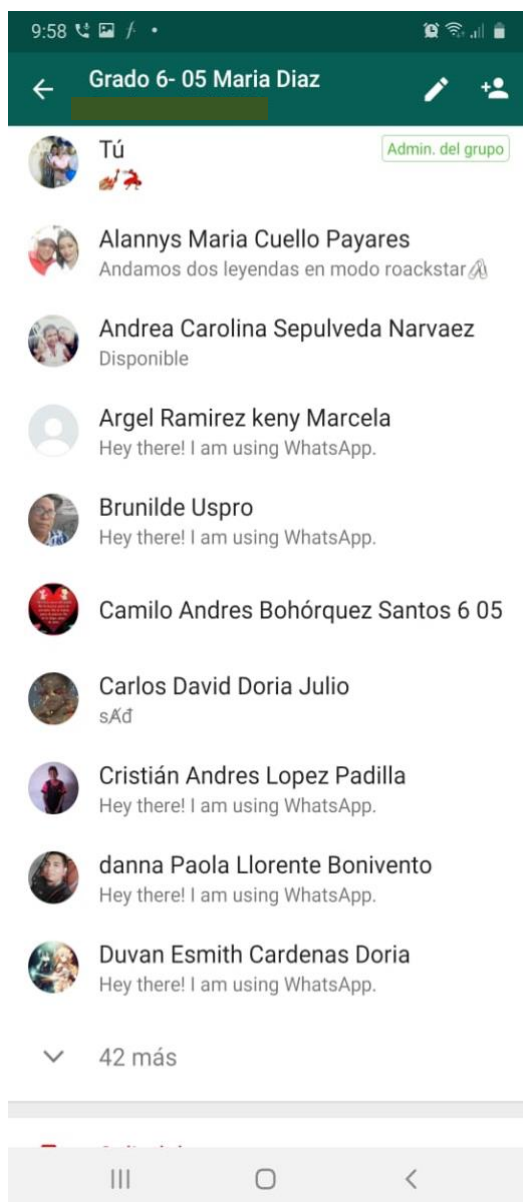 9:58
Grado 6- 05 Maria Diaz
Tú
Admin. del grupo
Alannys Maria Cuello Payares
Andamos dos leyendas en modo roackstar
Andrea Carolina Sepulveda Narvaez
Disponible
Argel Ramirez keny Marcela
Hey there! I am using WhatsApp.
Brunilde Uspro
Hey there! I am using WhatsApp.
Camilo Andres Bohórquez Santos 6 05
Carlos David Doria Julio
sȺđ
Cristián Andres Lopez Padilla
Hey there! I am using WhatsApp.
danna Paola Llorente Bonivento
Hey there! I am using WhatsApp.
Duvan Esmith Cardenas Doria
Hey there! I am using WhatsApp.
42 más